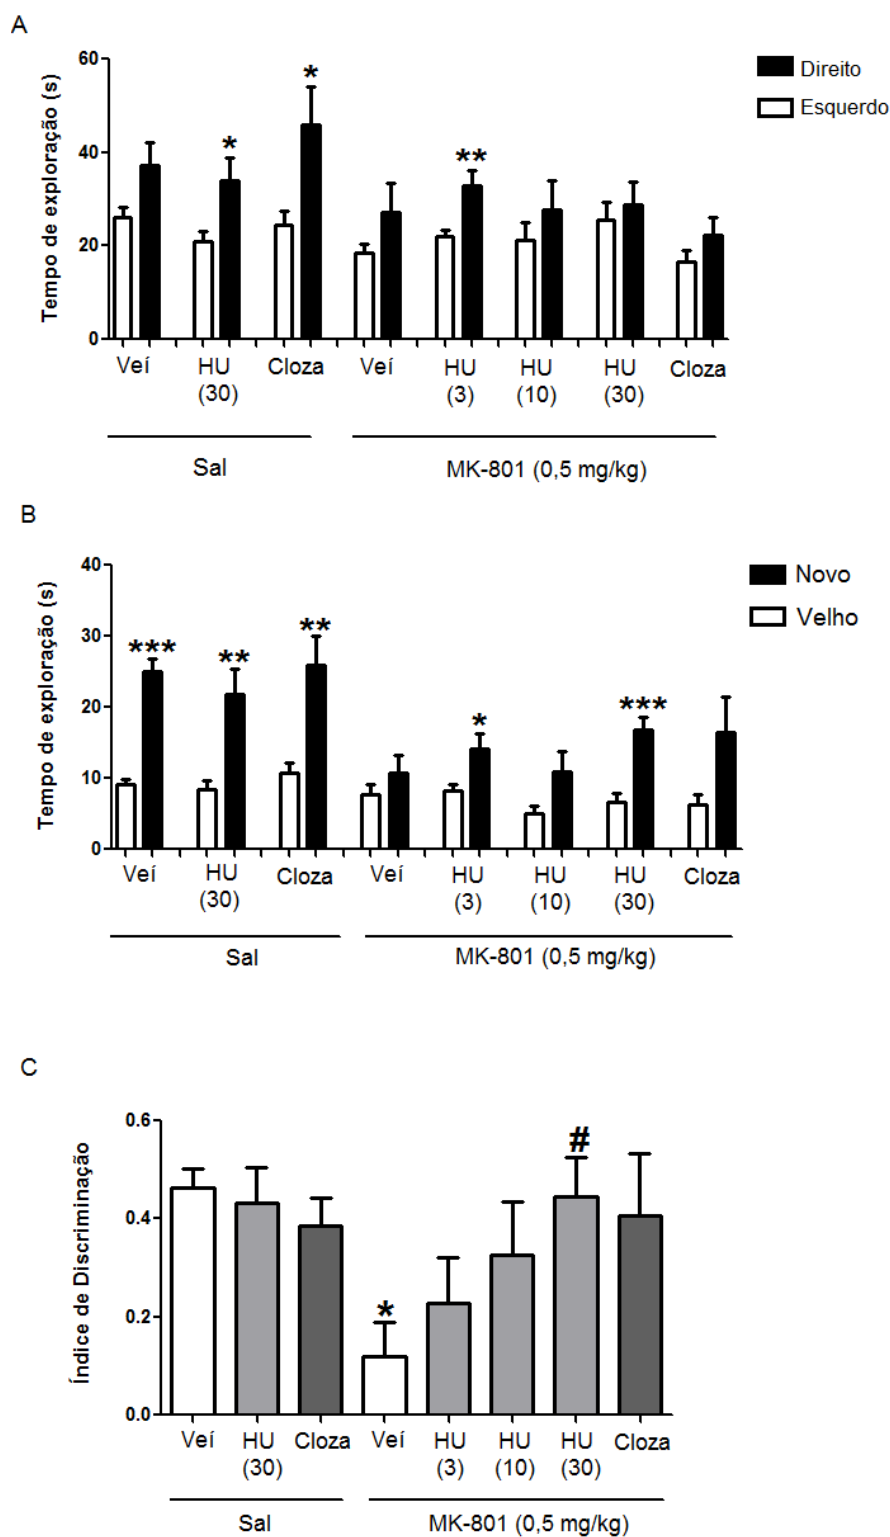 A
Tempo de exploração (s)
60
40
20
0
*
*
**
Direito
Esquerdo
Veí HU Cloza Veí HU HU HU Cloza
(30) (3) (10) (30)
Sal MK-801 (0,5 mg/kg)
B
Tempo de exploração (s)
40
30
20
10
0
***
**
**
*
***
Novo
Velho
Veí HU Cloza Veí HU HU HU Cloza
(30) (3) (10) (30)
Sal MK-801 (0,5 mg/kg)
C
Índice de Discriminação
0.6
0.4
0.2
0.0
*
#
Veí HU Cloza Veí HU HU HU Cloza
(30) (3) (10) (30)
Sal MK-801 (0,5 mg/kg)